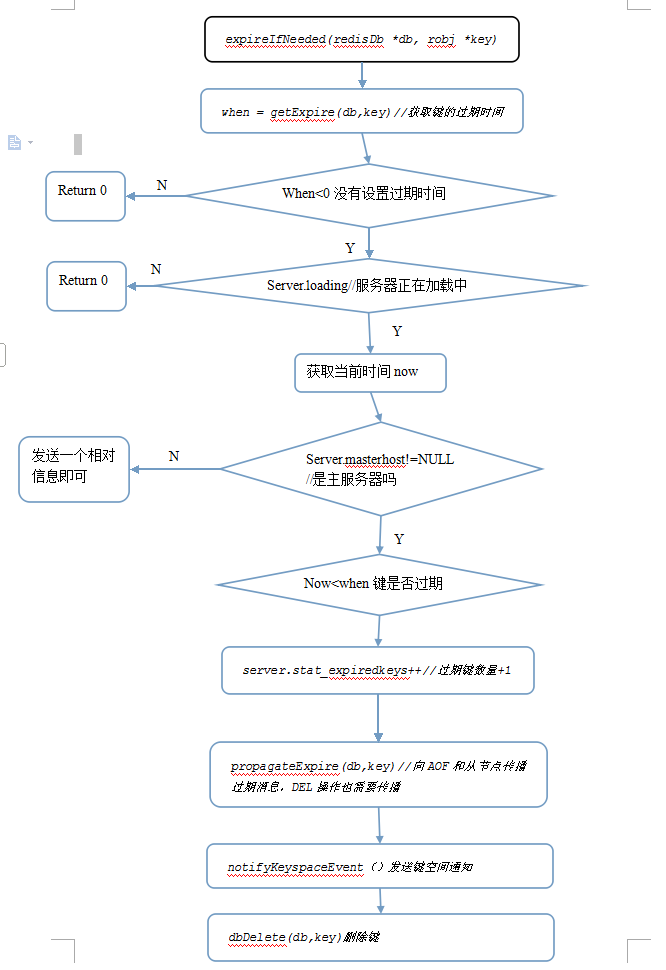 expireIfNeeded(redisDb *db, robj *key)
when = getExpire(db,key)//获取键的过期时间
Return 0
N
When<0 没有设置过期时间
Y
Return 0
N
Server.loading//服务器正在加载中
Y
获取当前时间 now
发送一个相对
信息即可
N
Server.masterhost!=NULL
//是主服务器吗
Y
Now<when 键是否过期
server.stat_expiredkeys++//过期键数量+1
propagateExpire(db,key)//向 AOF 和从节点传播
过期消息，DEL 操作也需要传播
notifyKeyspaceEvent（）发送键空间通知
dbDelete(db,key)删除键